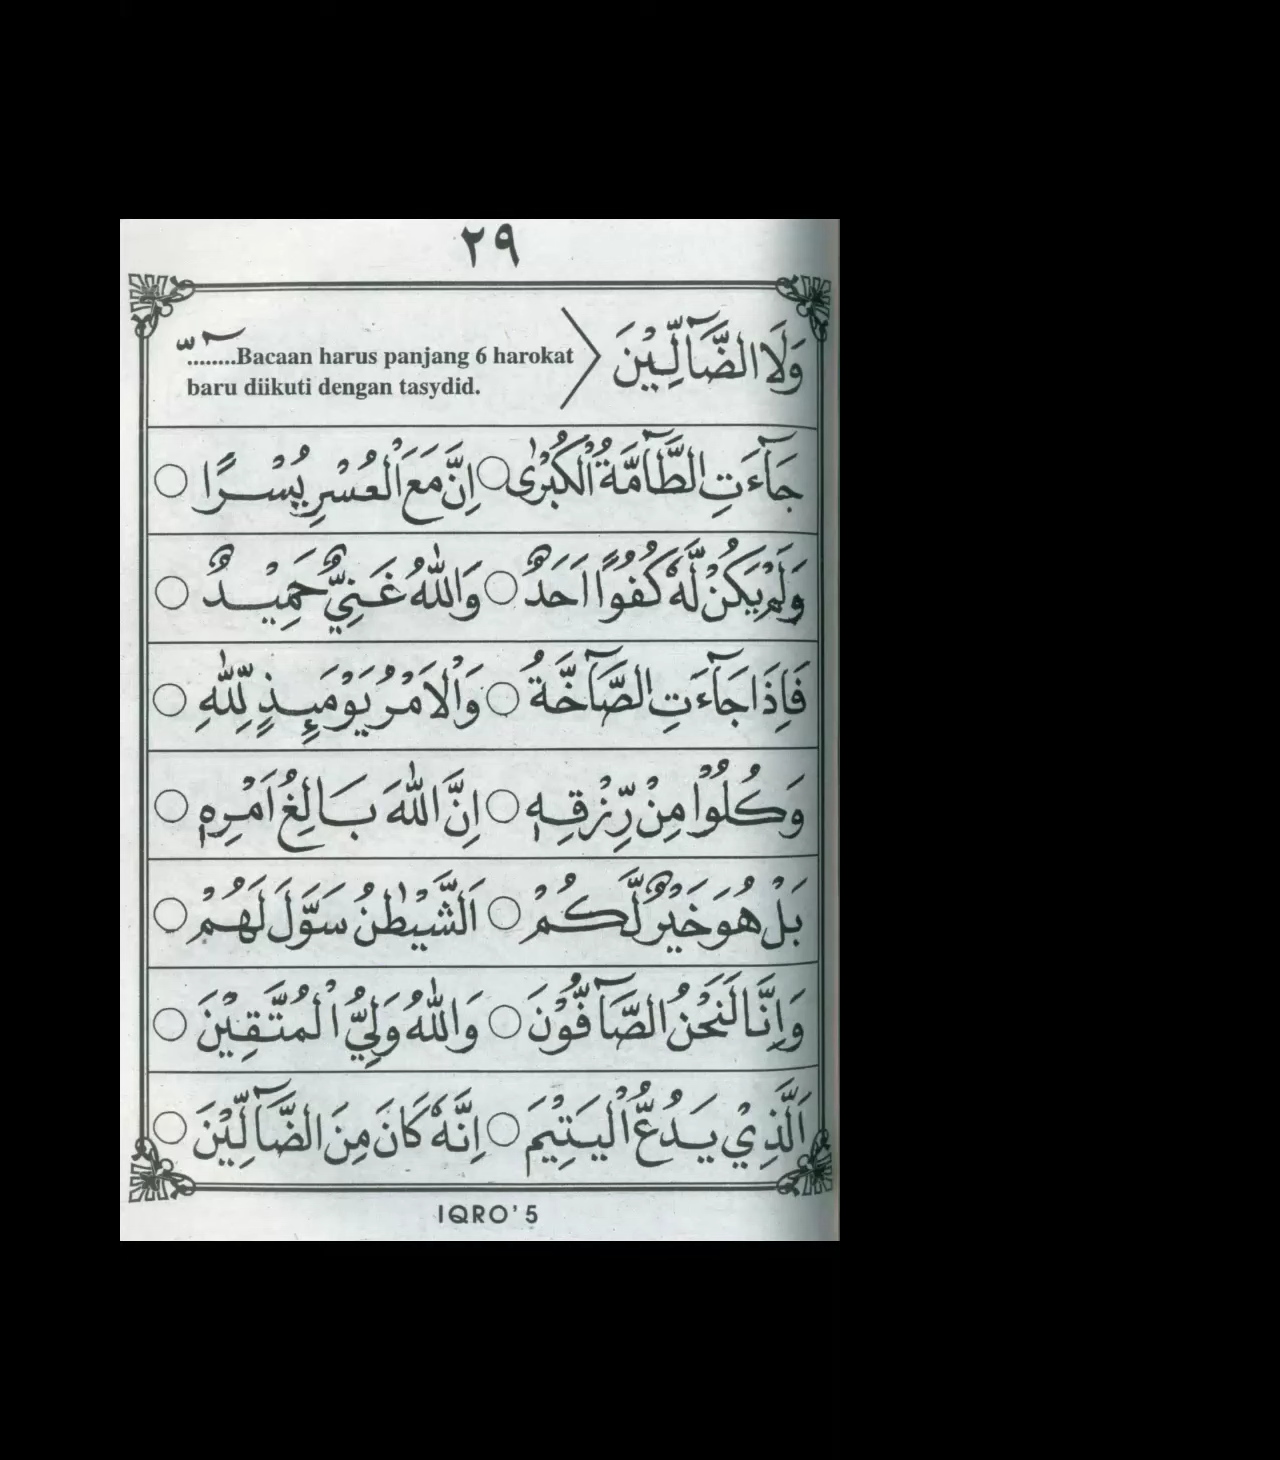 ٢٩
وَلَا الضَّآلِّيْنَ
ّ........ٓBacaan harus panjang 6 harokat
baru diikuti dengan tasydid.
جَآءَتِ الطَّآمَّةُ الْكُبْرٰى ○ اِنَّ مَعَ الْعُسْرِ يُسْرًا ○
وَلَمْ يَكُنْ لَّهٗ كُفُوًا اَحَدٌ ○ وَاللّٰهُ غَنِيٌّ حَمِيْدٌ ○
فَاِذَا جَآءَتِ الصَّآخَّةُ ○ وَالْاَمْرُ يَوْمَىِٕذٍ لِّلّٰهِ ○
وَكُلُوْا مِنْ رِّزْقِهٖ ○ اِنَّ اللّٰهَ بَالِغُ اَمْرِهٖ ○
بَلْ هُوَ خَيْرٌ لَّكُمْ ○ اَلشَّيْطٰنُ سَوَّلَ لَهُمْ ○
وَاِنَّا لَنَحْنُ الصَّآفُّوْنَ ○ وَاللّٰهُ وَلِيُّ الْمُتَّقِيْنَ ○
اَلَّذِيْ يَدُعُّ الْيَتِيْمَ ○ اِنَّهٗ كَانَ مِنَ الضَّآلِّيْنَ ○
IQRO' 5